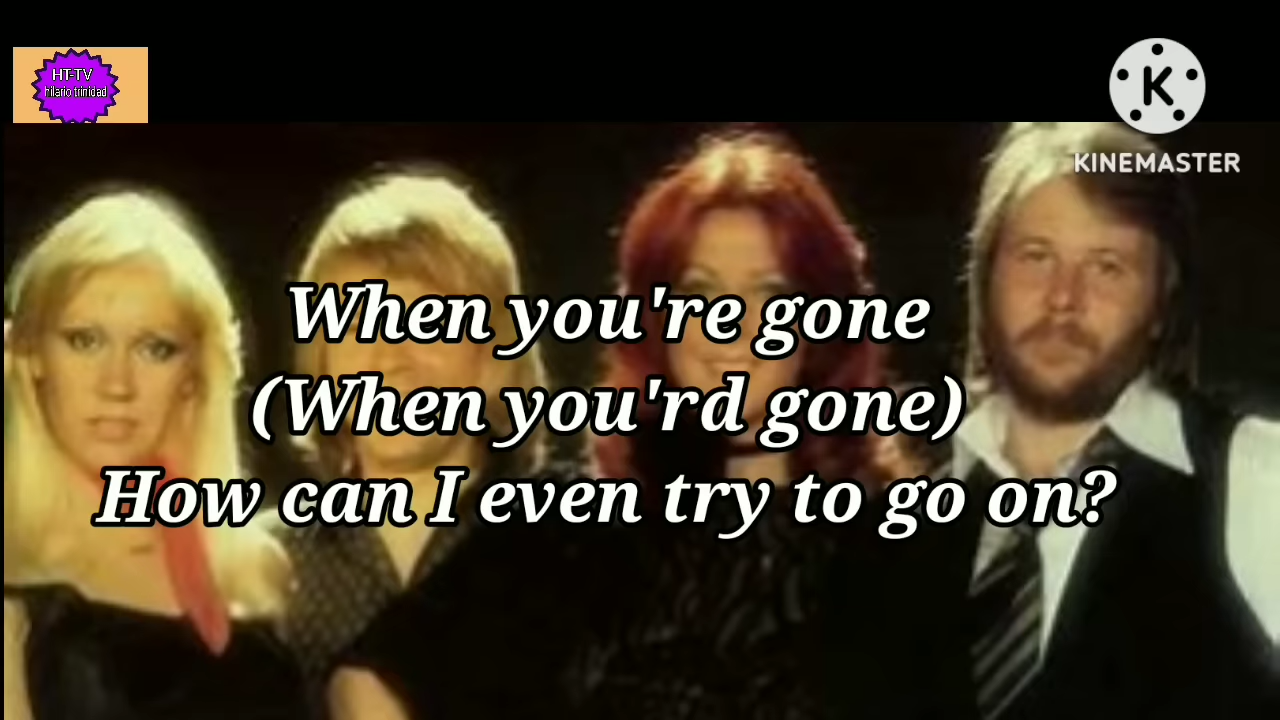 HT-TV
hilario trinidad
KINEMASTER
When you're gone
(When you'rd gone)
How can I even try to go on?